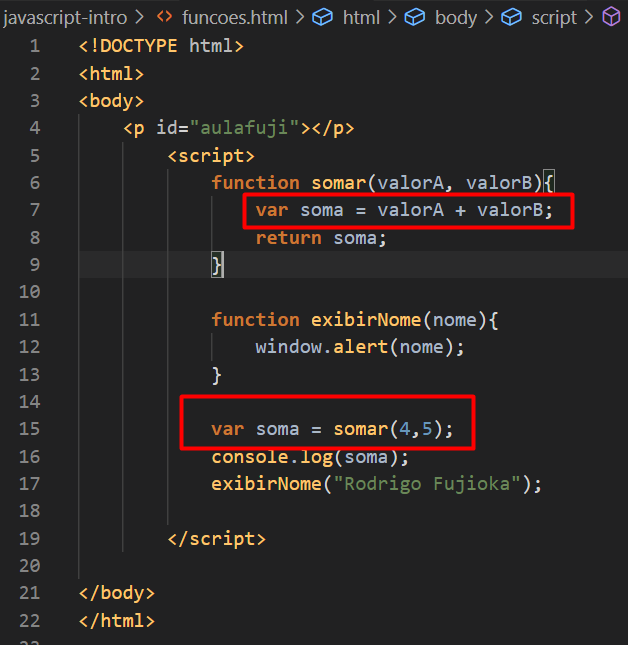 javascript-intro > funcoes.html > html > body > script >
1 <!DOCTYPE html>
2 <html>
3 <body>
4 <p id="aulafuji"></p>
5 <script>
6 function somar(valorA, valorB){
7 var soma = valorA + valorB;
8 return soma;
9 }
10
11 function exibirNome(nome){
12 window.alert(nome);
13 }
14
15 var soma = somar(4,5);
16 console.log(soma);
17 exibirNome("Rodrigo Fujioka");
18
19 </script>
20
21 </body>
22 </html>